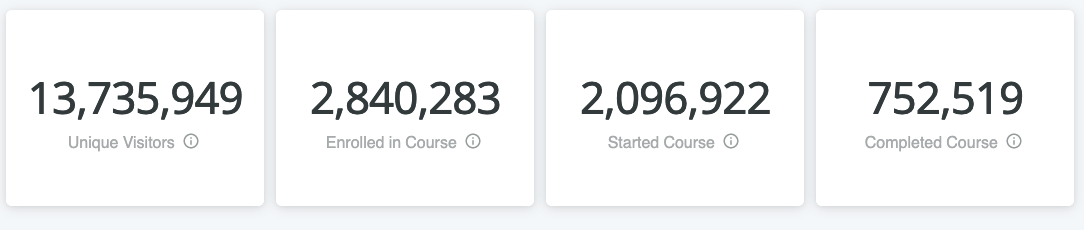 13,735,949
Unique Visitors
2,840,283
Enrolled in Course
2,096,922
Started Course
752,519
Completed Course